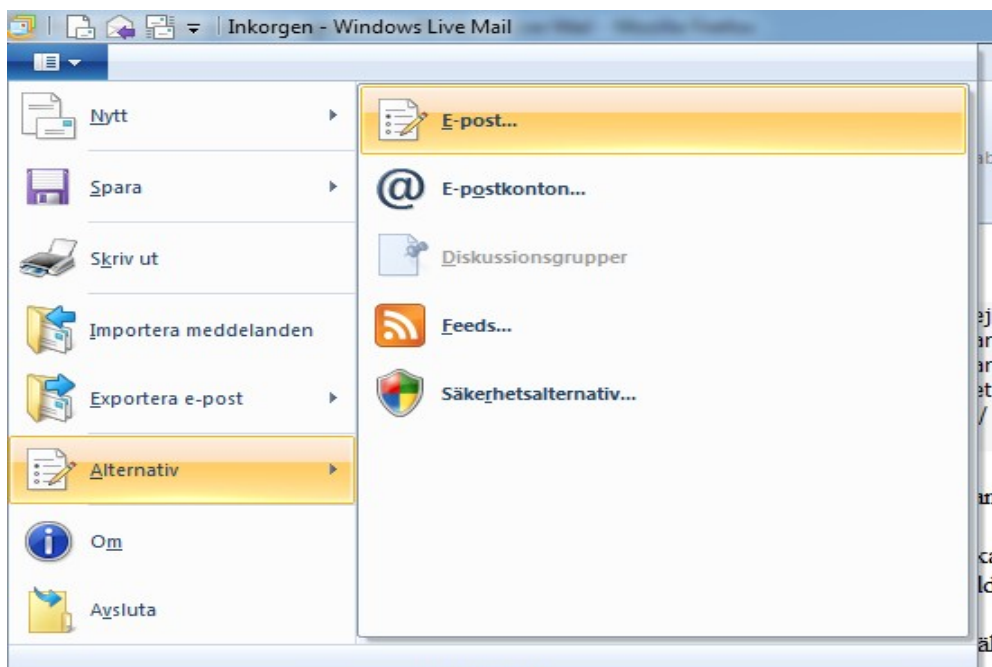 Inkorgen - Windows Live Mail
Nytt
Spara
Skriv ut
Importera meddelanden
Exportera e-post
Alternativ
Om
Avsluta
E-post...
E-postkonton...
Diskussionsgrupper
Feeds...
Säkerhetsalternativ...